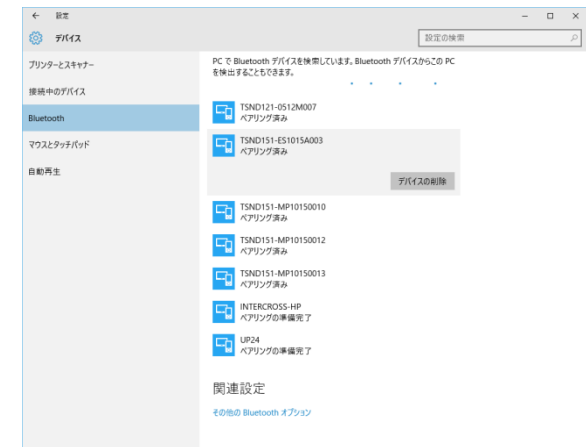 設定
デバイス
設定の検索
プリンターとスキャナー
接続中のデバイス
Bluetooth
マウスとタッチパッド
自動再生
PC で Bluetooth デバイスを検索しています。Bluetooth デバイスからこの PC
を検出することもできます。
TSND121-0512M007
ペアリング済み
TSND151-ES1015A003
ペアリング済み
デバイスの削除
TSND151-MP10150010
ペアリング済み
TSND151-MP10150012
ペアリング済み
TSND151-MP10150013
ペアリング済み
INTERCROSS-HP
ペアリングの準備完了
UP24
ペアリングの準備完了
関連設定
その他の Bluetooth オプション